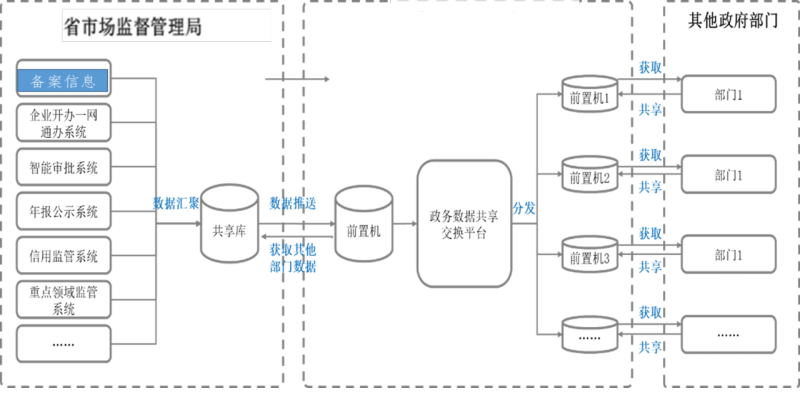 省市场监督管理局
其他政府部门
备案信息
企业开办一网
通办系统
智能审批系统
年报公示系统
信用监管系统
重点领域监管
系统
......
数据汇聚
共享库
数据推送
获取其他
部门数据
前置机
政务数据共享
交换平台
分发
前置机1
获取
共享
部门1
前置机2
获取
共享
部门1
前置机3
获取
共享
部门1
......
获取
共享
......